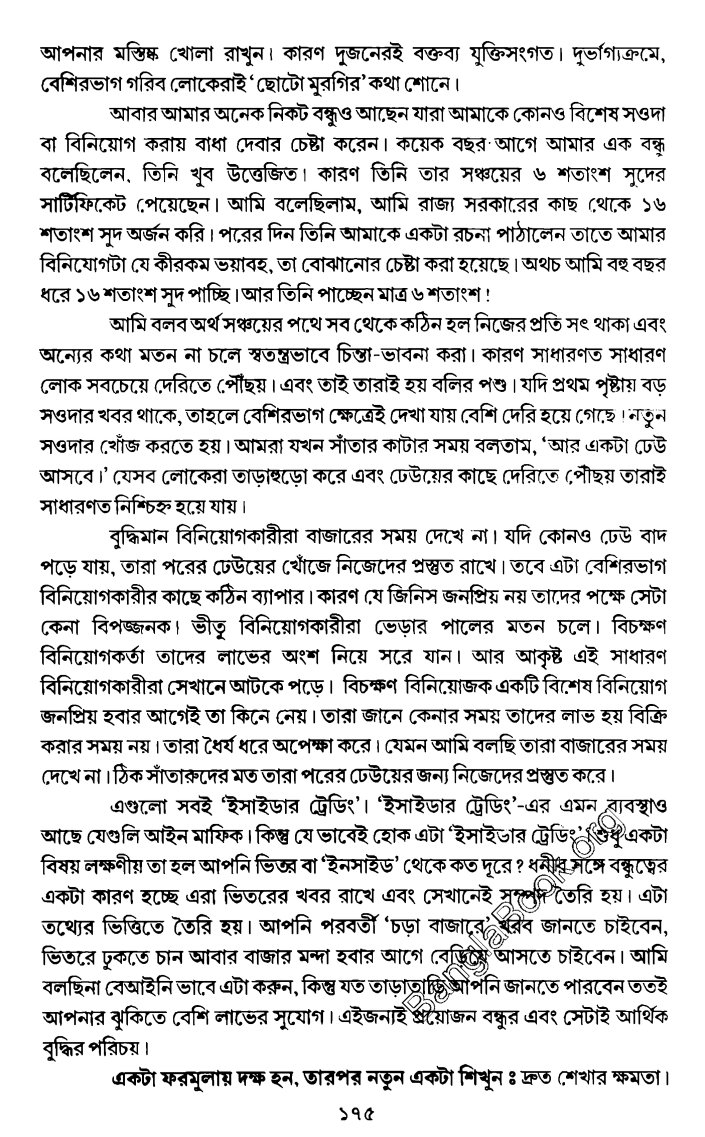 আপনার মস্তিষ্ক খোলা রাখুন। কারণ দুজনেরই বক্তব্য যুক্তিসংগত। দুর্ভাগ্যক্রমে,
বেশিরভাগ গরিব লোকেরাই ‘ছোটো মুরগির’ কথা শোনে।
আবার আমার অনেক নিকট বন্ধুও আছেন যারা আমাকে কোনও বিশেষ সওদা
বা বিনিয়োগ করায় বাধা দেবার চেষ্টা করেন। কয়েক বছর আগে আমার এক বন্ধু
বলেছিলেন, তিনি খুব উত্তেজিত। কারণ তিনি তার সঞ্চয়ের ৬ শতাংশ সুদের
সার্টিফিকেট পেয়েছেন। আমি বলেছিলাম, আমি রাজ্য সরকারের কাছ থেকে ১৬
শতাংশ সুদ অর্জন করি। পরের দিন তিনি আমাকে একটা রচনা পাঠালেন তাতে আমার
বিনিযোগটা যে কীরকম ভয়াবহ, তা বোঝানোর চেষ্টা করা হয়েছে। অথচ আমি বহু বছর
ধরে ১৬ শতাংশ সুদ পাচ্ছি। আর তিনি পাচ্ছেন মাত্র ৬ শতাংশ!
আমি বলব অর্থ সঞ্চয়ের পথে সব থেকে কঠিন হল নিজের প্রতি সৎ থাকা এবং
অন্যের কথা মতন না চলে স্বতন্ত্রভাবে চিন্তা-ভাবনা করা। কারণ সাধারণত সাধারণ
লোক সবচেয়ে দেরিতে পৌঁছয়। এবং তাই তারাই হয় বলির পশু। যদি প্রথম পৃষ্টায় বড়
সওদার খবর থাকে, তাহলে বেশিরভাগ ক্ষেত্রেই দেখা যায় বেশি দেরি হয়ে গেছে। নতুন
সওদার খোঁজ করতে হয়। আমরা যখন সাঁতার কাটার সময় বলতাম, ‘আর একটা ঢেউ
আসবে।’ যেসব লোকেরা তাড়াহুড়ো করে এবং ঢেউয়ের কাছে দেরিতে পৌঁছয় তারাই
সাধারণত নিশ্চিহ্ন হয়ে যায়।
বুদ্ধিমান বিনিয়োগকারীরা বাজারের সময় দেখে না। যদি কোনও ঢেউ বাদ
পড়ে যায়, তারা পরের ঢেউয়ের খোঁজে নিজেদের প্রস্তুত রাখে। তবে এটা বেশিরভাগ
বিনিয়োগকারীর কাছে কঠিন ব্যাপার। কারণ যে জিনিস জনপ্রিয় নয় তাদের পক্ষে সেটা
কেনা বিপজ্জনক। ভীতু বিনিয়োগকারীরা ভেড়ার পালের মতন চলে। বিচক্ষণ
বিনিয়োগকর্তা তাদের লাভের অংশ নিয়ে সরে যান। আর আকৃষ্ট এই সাধারণ
বিনিয়োগকারীরা সেখানে আটকে পড়ে। বিচক্ষণ বিনিয়োজক একটি বিশেষ বিনিয়োগ
জনপ্রিয় হবার আগেই তা কিনে নেয়। তারা জানে কেনার সময় তাদের লাভ হয় বিক্রি
করার সময় নয়। তারা ধৈর্য ধরে অপেক্ষা করে। যেমন আমি বলছি তারা বাজারের সময়
দেখে না। ঠিক সাঁতারুদের মত তারা পরের ঢেউয়ের জন্য নিজেদের প্রস্তুত করে।
এগুলো সবই ‘ইসাইডার ট্রেডিং’। ‘ইসাইডার ট্রেডিং’-এর এমন ব্যবস্থাও
আছে যেগুলি আইন মাফিক। কিন্তু যে ভাবেই হোক এটা ‘ইসাইডার ট্রেডিং’। শুধু একটা
বিষয় লক্ষণীয় তা হল আপনি ভিতর বা ‘ইনসাইড’ থেকে কত দূরে? ধনীর সঙ্গে বন্ধুত্বের
একটা কারণ হচ্ছে এরা ভিতরের খবর রাখে এবং সেখানেই সম্পদ তৈরি হয়। এটা
তথ্যের ভিত্তিতে তৈরি হয়। আপনি পরবর্তী ‘চড়া বাজারে’ খরব জানতে চাইবেন,
ভিতরে ঢুকতে চান আবার বাজার মন্দা হবার আগে বেড়িয়ে আসতে চাইবেন। আমি
বলছিনা বেআইনি ভাবে এটা করুন, কিন্তু যত তাড়াতাড়ি আপনি জানতে পারবেন ততই
আপনার ঝুকিতে বেশি লাভের সুযোগ। এইজন্যই প্রয়োজন বন্ধুর এবং সেটাই আর্থিক
বুদ্ধির পরিচয়।
একটা ফরমুলায় দক্ষ হন, তারপর নতুন একটা শিখুন ঃ দ্রুত শেখার ক্ষমতা।
১৭৫
BanglaBook.org